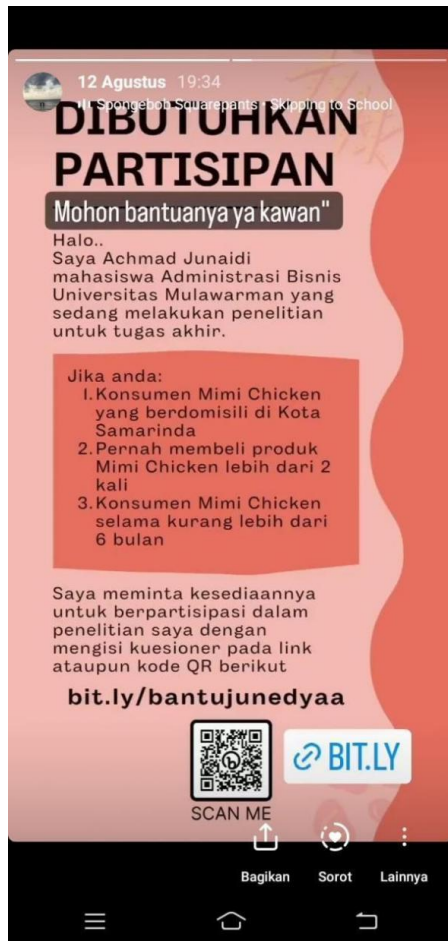 12 Agustus 19:34
Spongebob Squarepants • Skipping to School
DIBUTUHKAN
PARTISIPAN
Mohon bantuanya ya kawan"
Halo..
Saya Achmad Junaidi
mahasiswa Administrasi Bisnis
Universitas Mulawarman yang
sedang melakukan penelitian
untuk tugas akhir.
Jika anda:
1.Konsumen Mimi Chicken
yang berdomisili di Kota
Samarinda
2.Pernah membeli produk
Mimi Chicken lebih dari 2
kali
3.Konsumen Mimi Chicken
selama kurang lebih dari
6 bulan
Saya meminta kesediaannya
untuk berpartisipasi dalam
penelitian saya dengan
mengisi kuesioner pada link
ataupun kode QR berikut
bit.ly/bantujunedyaa
BIT.LY
SCAN ME
Bagikan Sorot Lainnya